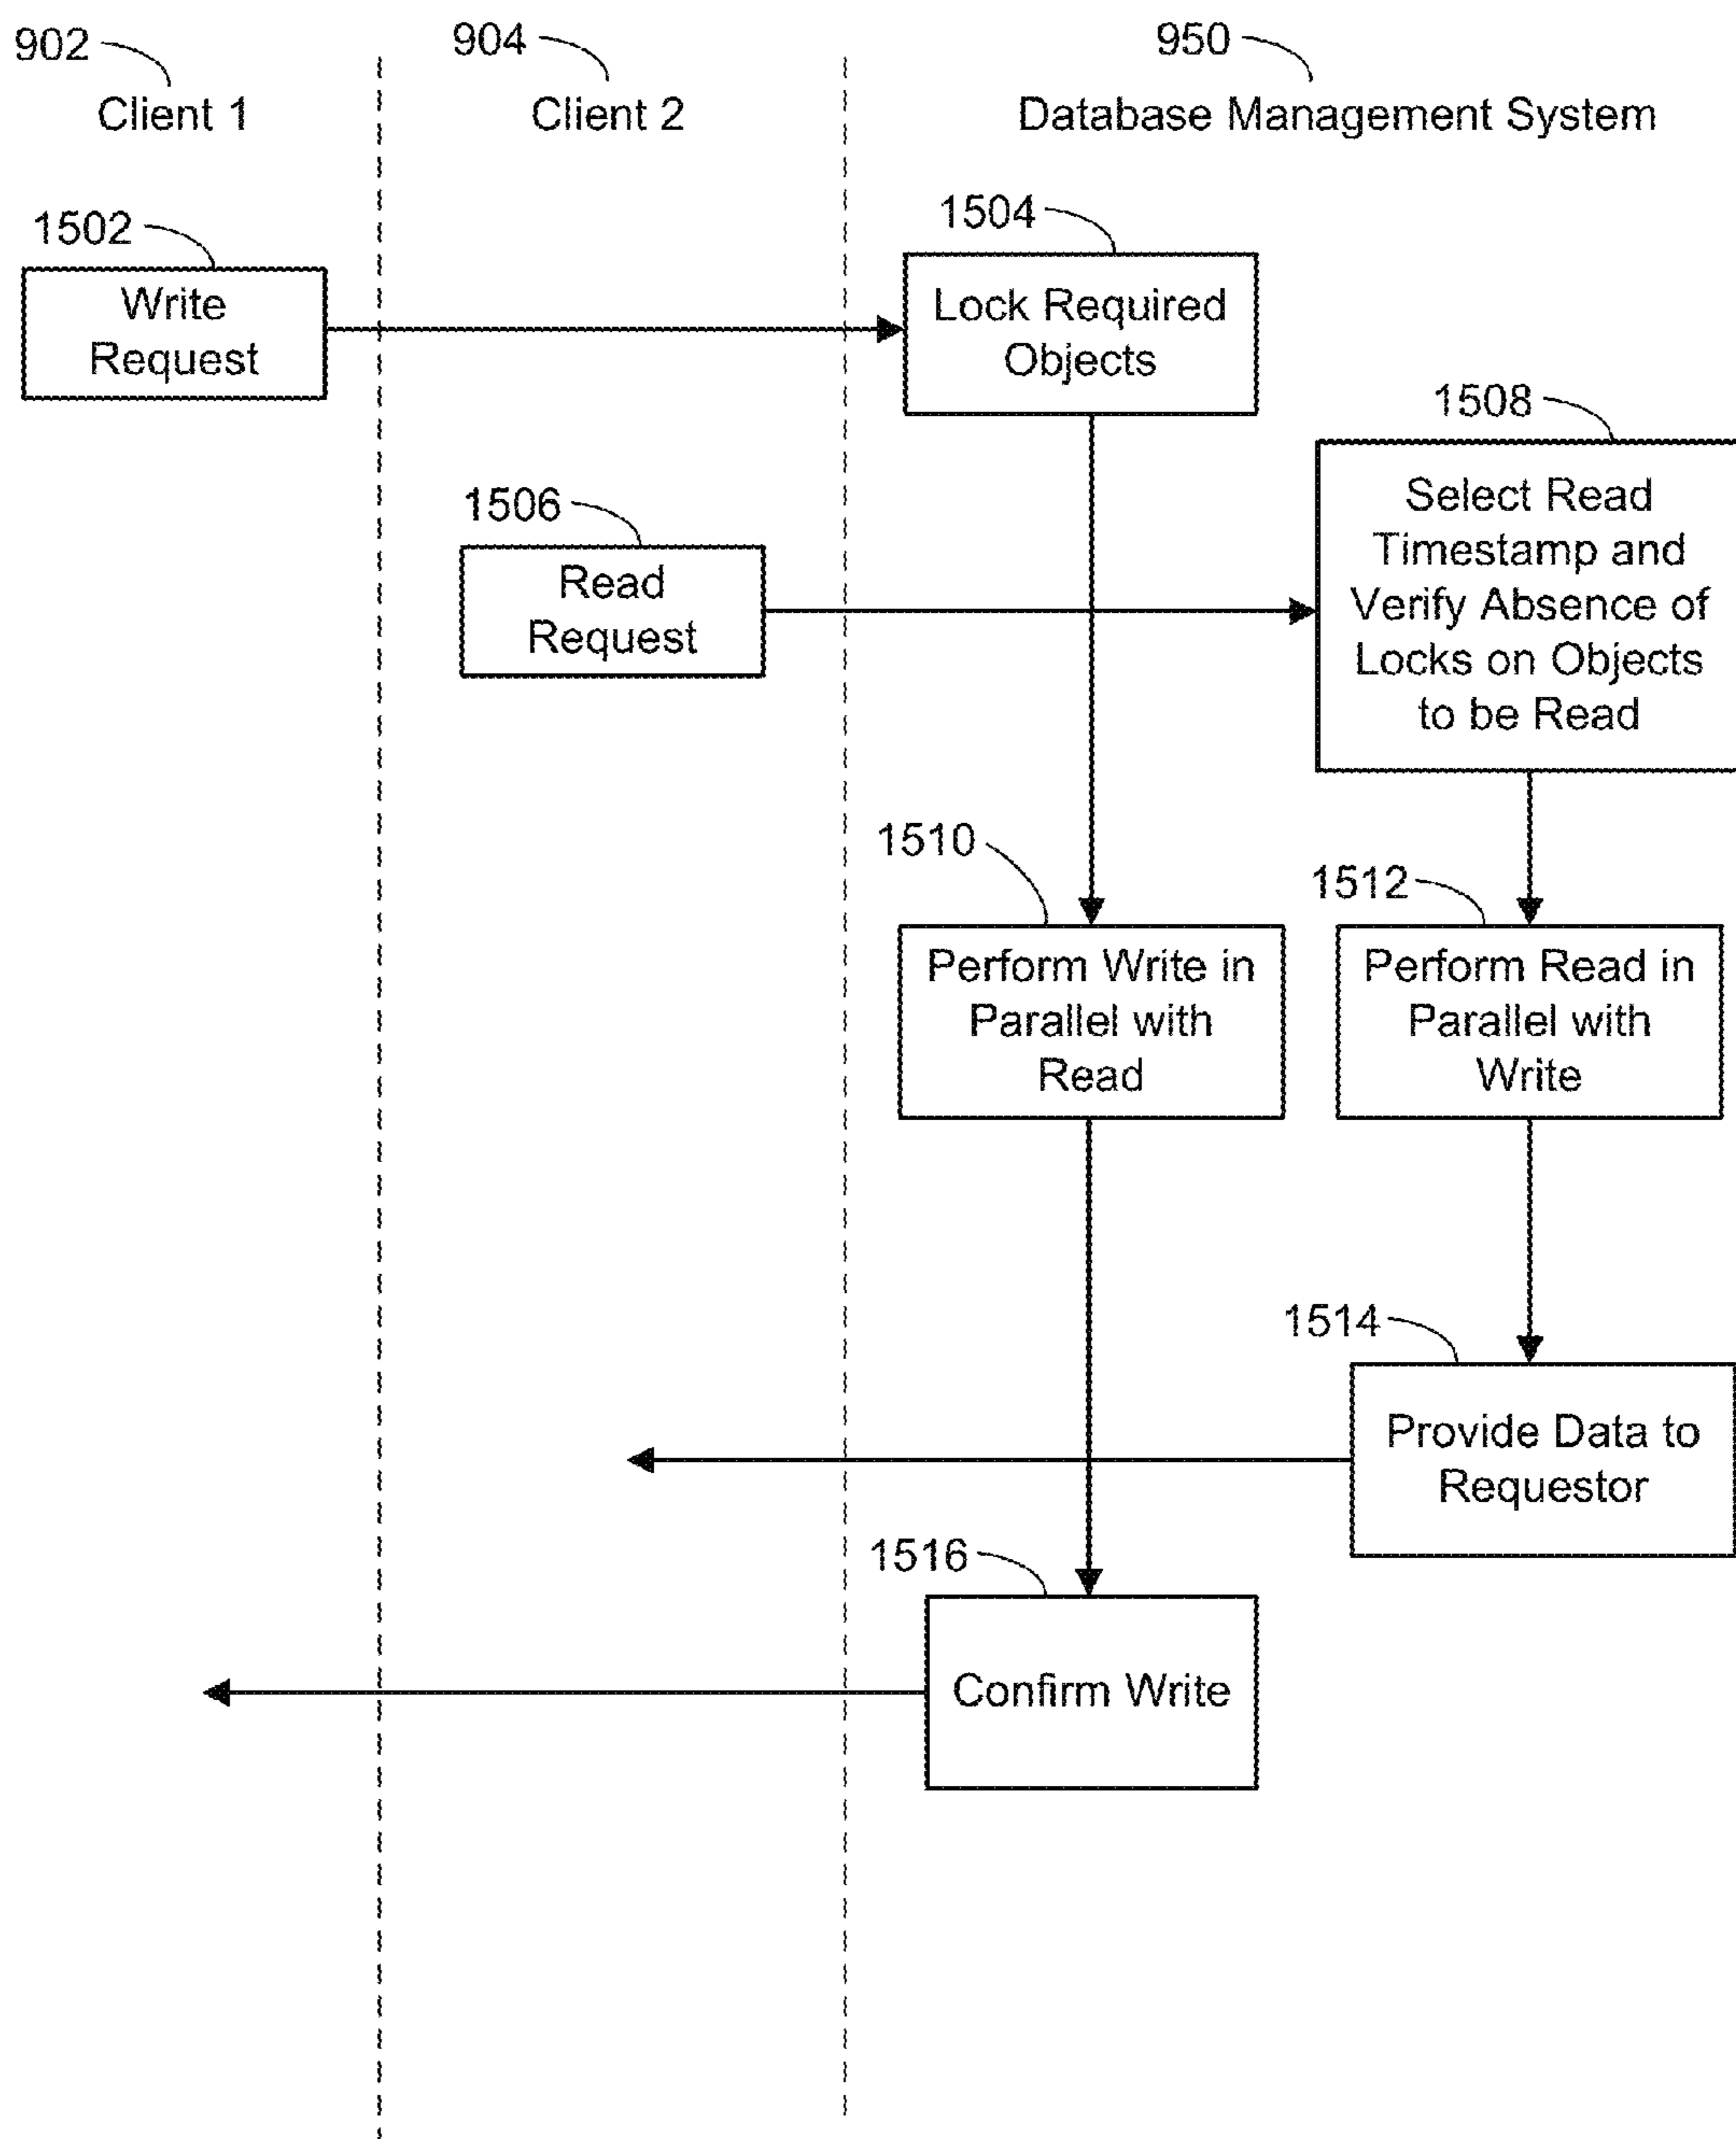 902
904
950
Client 1
Client 2
Database Management System
1502
1504
Write
Request
Lock Required
Objects
1508
1506
Read
Request
Select Read
Timestamp and
Verify Absence of
Locks on Objects
to be Read
1510
1512
Perform Write in
Parallel with
Read
Perform Read in
Parallel with
Write
1514
Provide Data to
Requestor
1516
Confirm Write